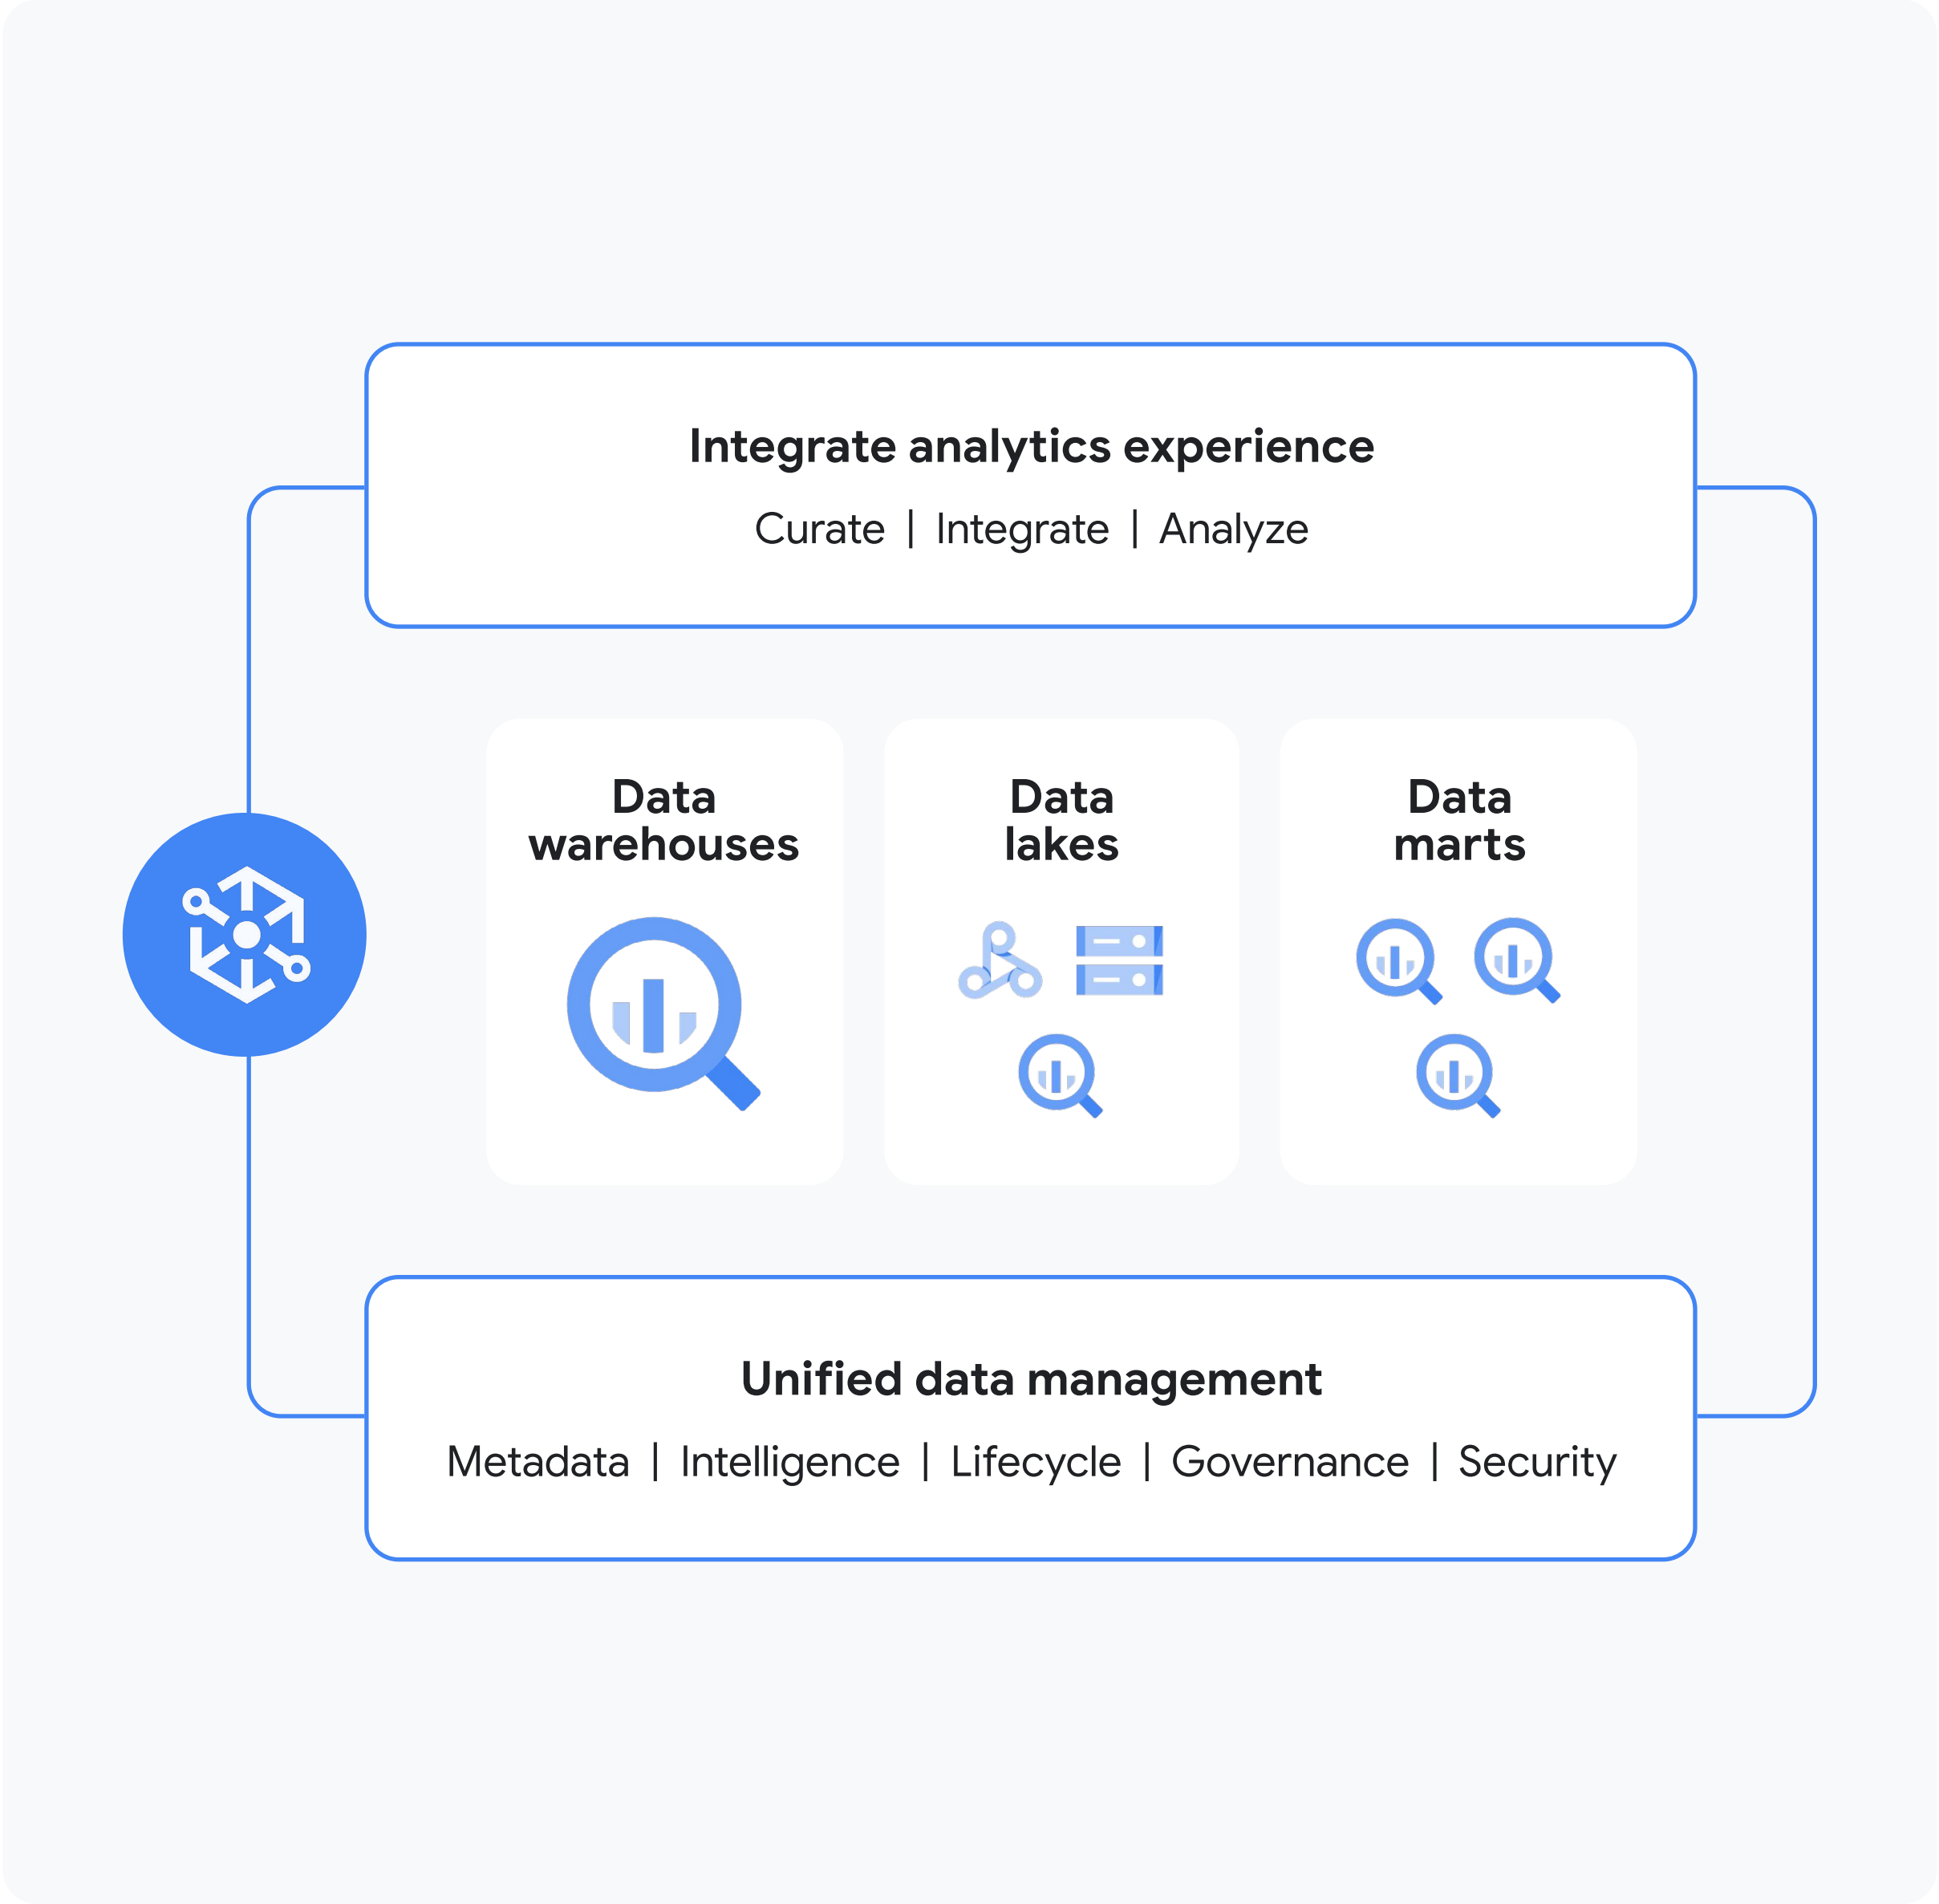 Integrate analytics experience
Curate | Integrate | Analyze
Data
warehouses
Data
lakes
Data
marts
Unified data management
Metadata | Intelligence | Lifecycle | Governance | Security